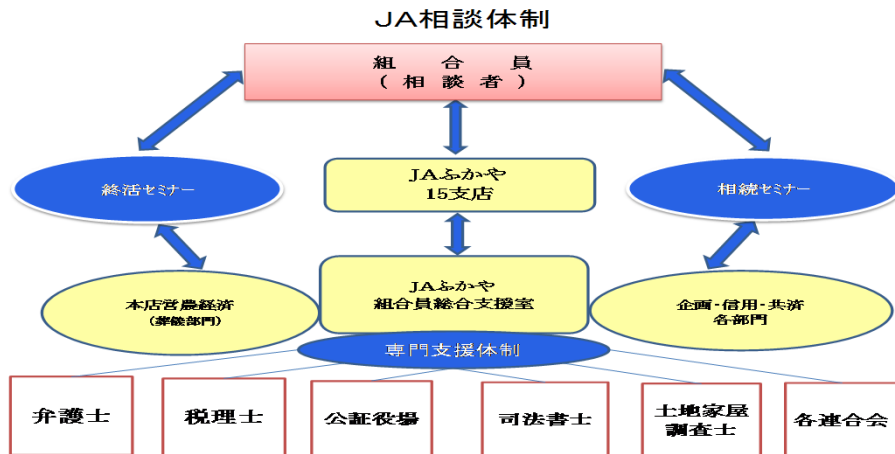 JA相談体制
組合員
(相談者)
終活セミナー
JAふかや
15支店
相続セミナー
本店営農経済
(葬儀部門)
JAふかや
組合員総合支援室
企画・信用・共済
各部門
専門支援体制
弁護士
税理士
公証役場
司法書士
土地家屋
調査士
各連合会